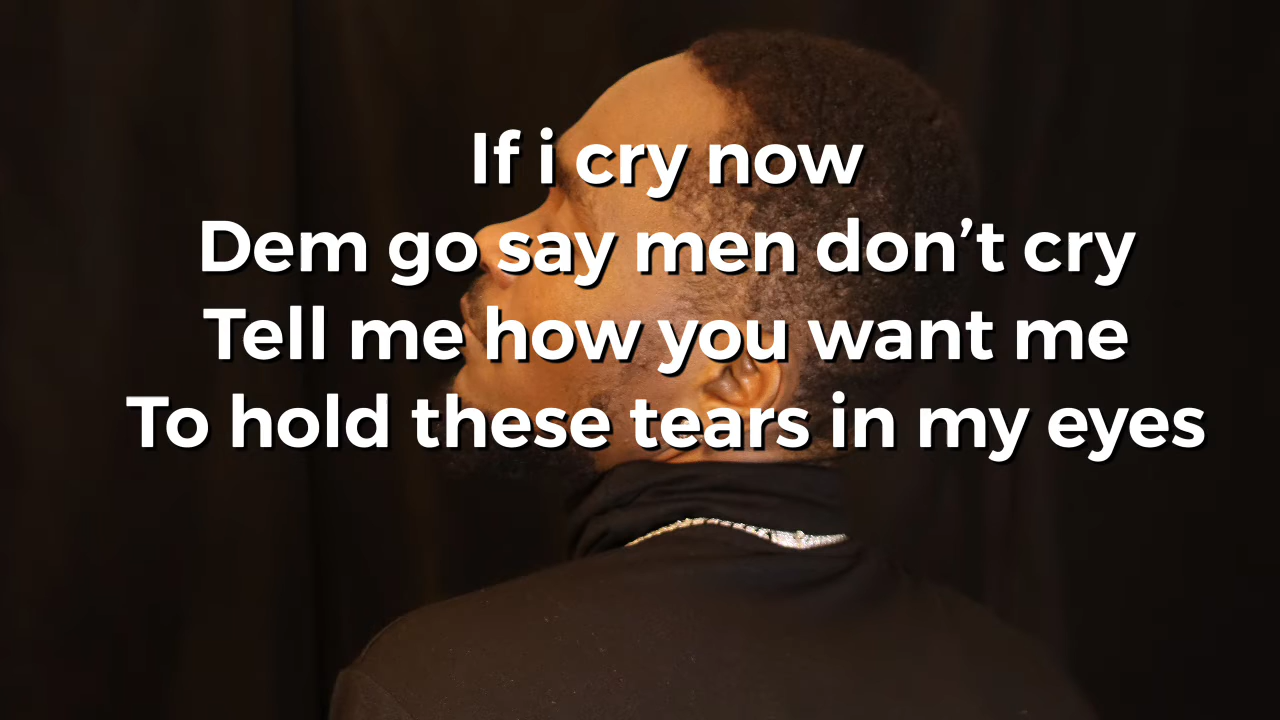 If i cry now
Dem go say men don’t cry
Tell me how you want me
To hold these tears in my eyes